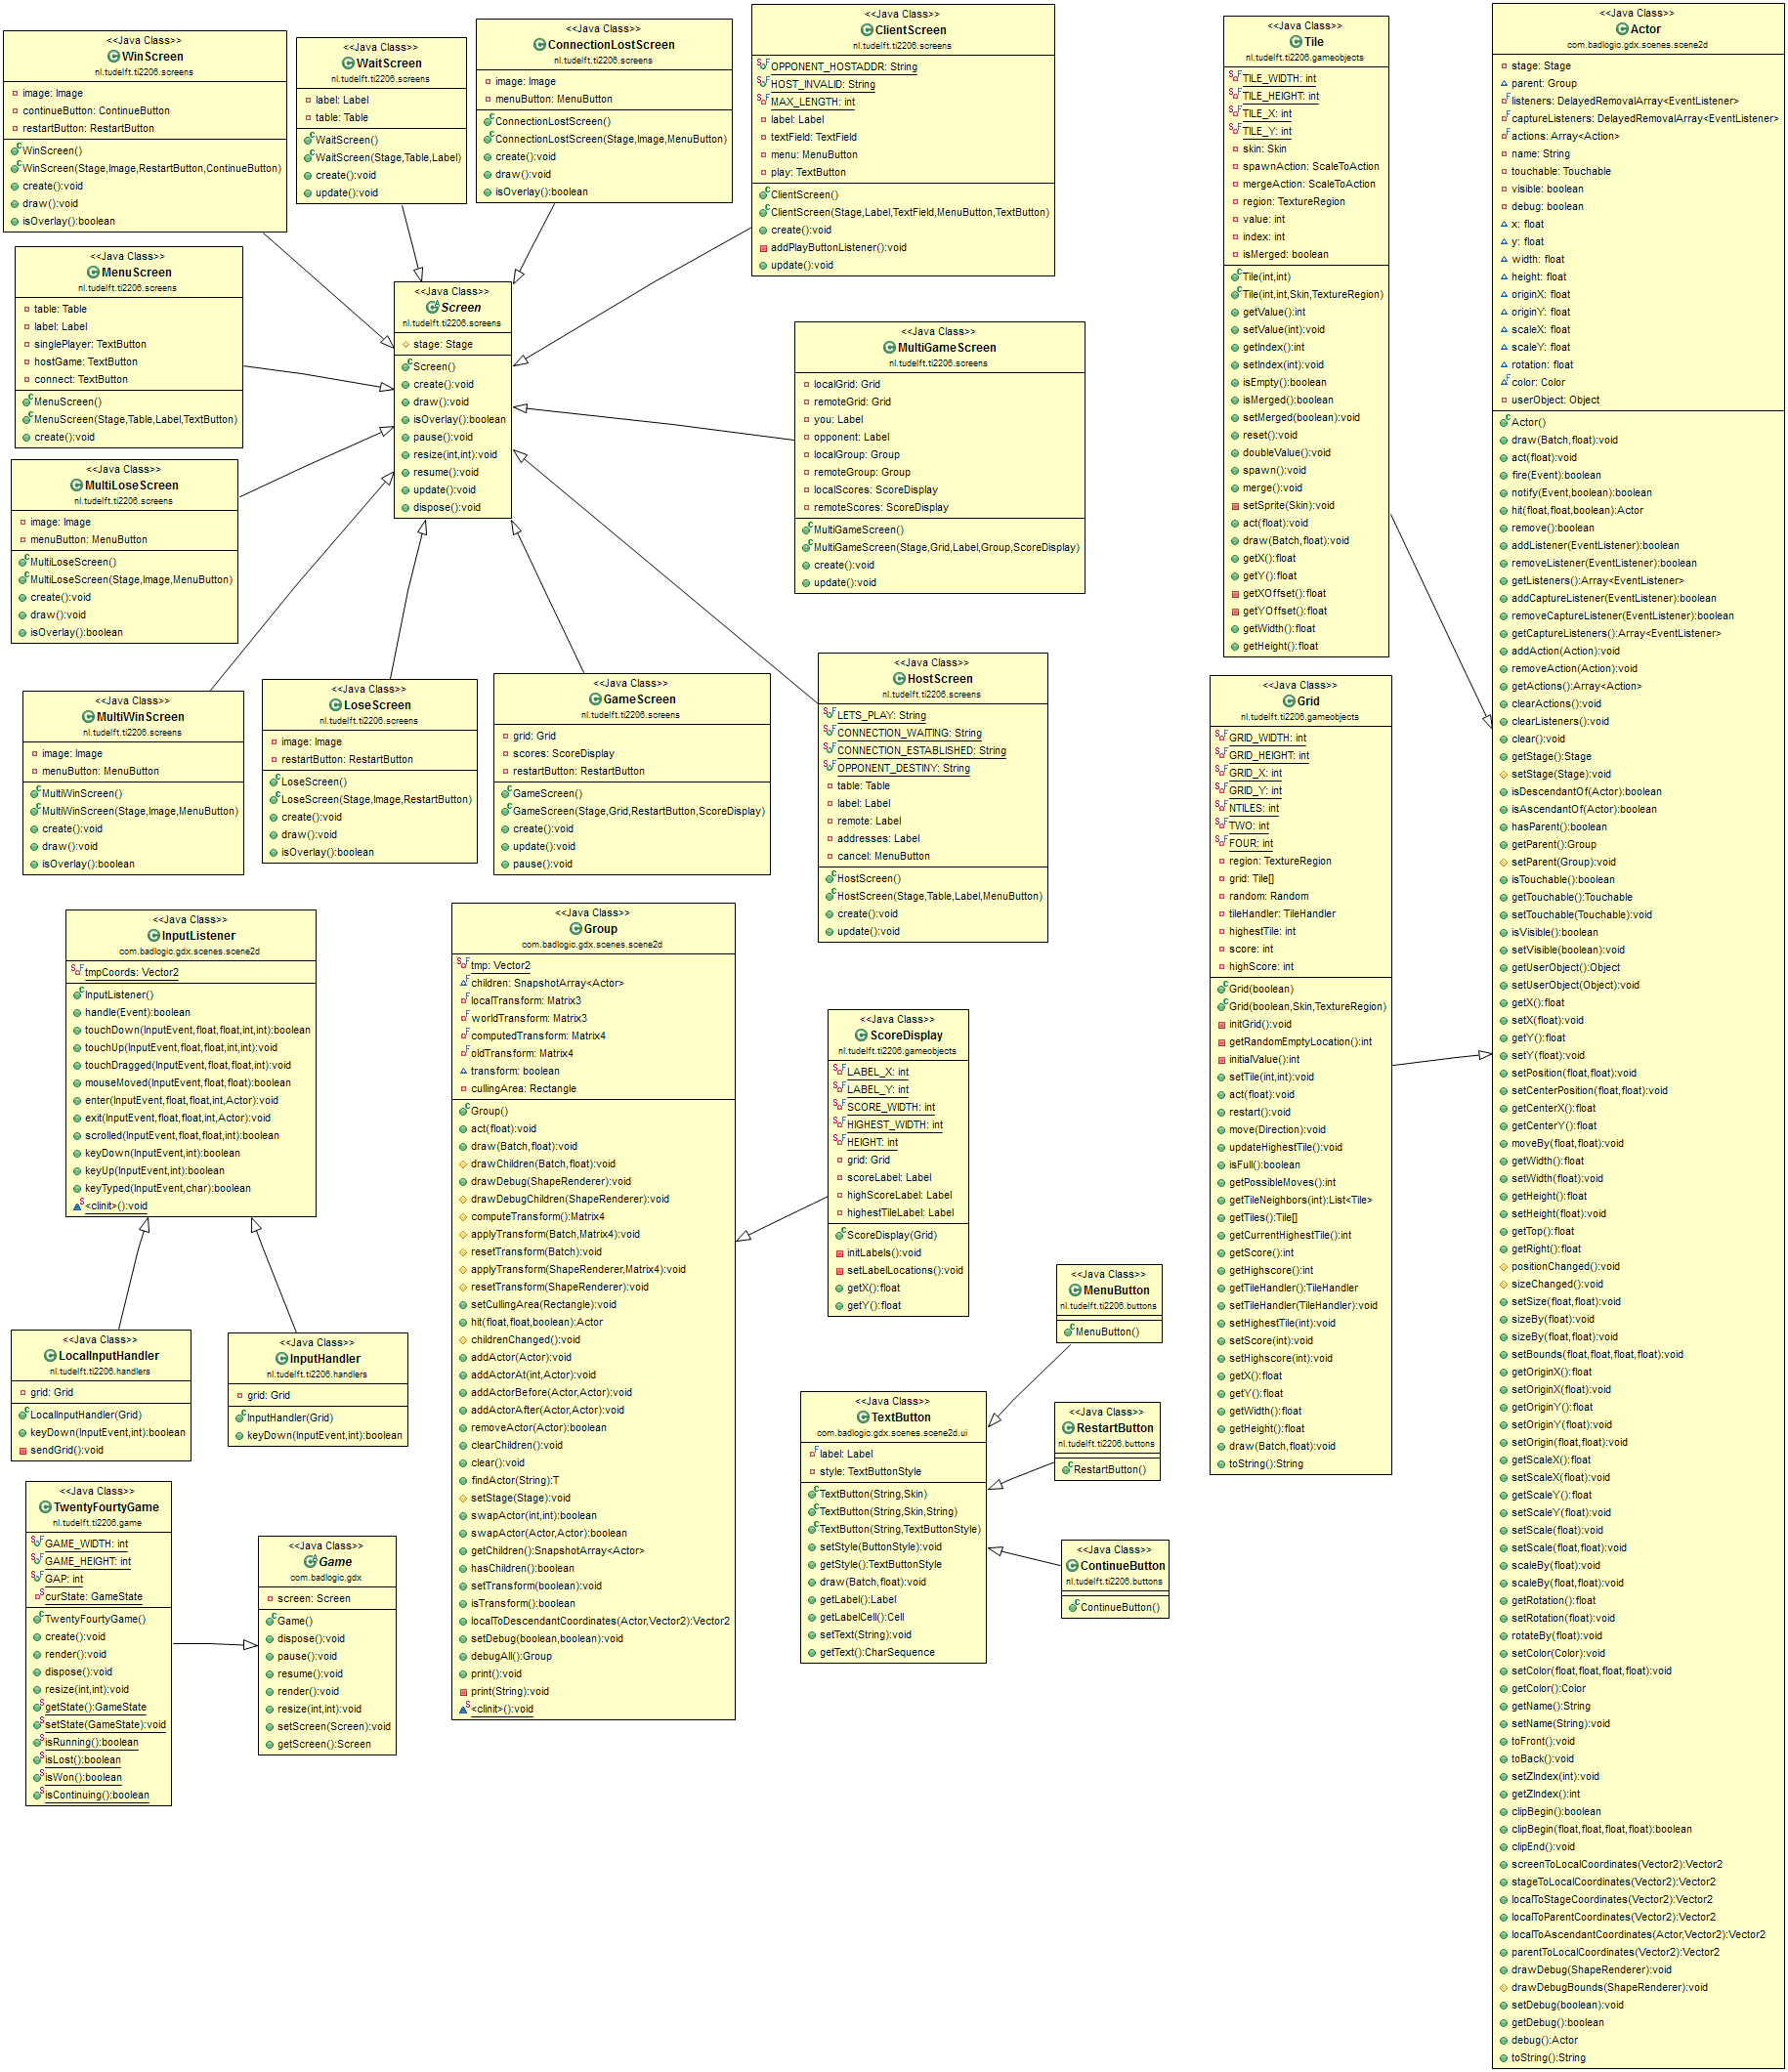 <<Java Class>>
WinScreen
nl.tudelft.ti2206.screens
image: Image
continueButton: ContinueButton
restartButton: RestartButton
WinScreen()
WinScreen(Stage,Image,RestartButton,ContinueButton)
create():void
draw():void
isOverlay():boolean
<<Java Class>>
WaitScreen
nl.tudelft.ti2206.screens
label: Label
table: Table
WaitScreen()
WaitScreen(Stage,Table,Label)
create():void
update():void
<<Java Class>>
ConnectionLostScreen
nl.tudelft.ti2206.screens
image: Image
menuButton: MenuButton
ConnectionLostScreen()
ConnectionLostScreen(Stage,Image,MenuButton)
create():void
draw():void
isOverlay():boolean
<<Java Class>>
ClientScreen
nl.tudelft.ti2206.screens
OPPONENT_HOSTADDR: String
HOST_INVALID: String
MAX_LENGTH: int
label: Label
textField: TextField
menu: MenuButton
play: TextButton
ClientScreen()
ClientScreen(Stage,Label,TextField,MenuButton,TextButton)
create():void
addPlayButtonListener():void
update():void
<<Java Class>>
MenuScreen
nl.tudelft.ti2206.screens
table: Table
label: Label
singlePlayer: TextButton
hostGame: TextButton
connect: TextButton
MenuScreen()
MenuScreen(Stage,Table,Label,TextButton)
create():void
<<Java Class>>
Screen
nl.tudelft.ti2206.screens
stage: Stage
Screen()
create():void
draw():void
isOverlay():boolean
pause():void
resize(int,int):void
resume():void
update():void
dispose():void
<<Java Class>>
MultiGameScreen
nl.tudelft.ti2206.screens
localGrid: Grid
remoteGrid: Grid
you: Label
opponent: Label
localGroup: Group
remoteGroup: Group
localScores: ScoreDisplay
remoteScores: ScoreDisplay
MultiGameScreen()
MultiGameScreen(Stage,Grid,Label,Group,ScoreDisplay)
create():void
update():void
<<Java Class>>
MultiLoseScreen
nl.tudelft.ti2206.screens
image: Image
menuButton: MenuButton
MultiLoseScreen()
MultiLoseScreen(Stage,Image,MenuButton)
create():void
draw():void
isOverlay():boolean
<<Java Class>>
MultiWinScreen
nl.tudelft.ti2206.screens
image: Image
menuButton: MenuButton
MultiWinScreen()
MultiWinScreen(Stage,Image,MenuButton)
create():void
draw():void
isOverlay():boolean
<<Java Class>>
LoseScreen
nl.tudelft.ti2206.screens
image: Image
restartButton: RestartButton
LoseScreen()
LoseScreen(Stage,Image,RestartButton)
create():void
draw():void
isOverlay():boolean
<<Java Class>>
GameScreen
nl.tudelft.ti2206.screens
grid: Grid
scores: ScoreDisplay
restartButton: RestartButton
GameScreen()
GameScreen(Stage,Grid,RestartButton,ScoreDisplay)
create():void
update():void
pause():void
<<Java Class>>
HostScreen
nl.tudelft.ti2206.screens
LETS_PLAY: String
CONNECTION_WAITING: String
CONNECTION_ESTABLISHED: String
OPPONENT_DESTINY: String
table: Table
label: Label
remote: Label
addresses: Label
cancel: MenuButton
HostScreen()
HostScreen(Stage,Table,Label,MenuButton)
create():void
update():void
<<Java Class>>
InputListener
com.badlogic.gdx.scenes.scene2d
tmpCoords: Vector2
InputListener()
handle(Event):boolean
touchDown(InputEvent,float,float,int,int):boolean
touchUp(InputEvent,float,float,int,int):void
touchDragged(InputEvent,float,float,int):void
mouseMoved(InputEvent,float,float):boolean
enter(InputEvent,float,float,int,Actor):void
exit(InputEvent,float,float,int,Actor):void
scrolled(InputEvent,float,float,int):boolean
keyDown(InputEvent,int):boolean
keyUp(InputEvent,int):boolean
keyTyped(InputEvent,char):boolean
<clinit>():void
<<Java Class>>
LocalInputHandler
nl.tudelft.ti2206.handlers
grid: Grid
LocalInputHandler(Grid)
keyDown(InputEvent,int):boolean
sendGrid():void
<<Java Class>>
InputHandler
nl.tudelft.ti2206.handlers
grid: Grid
InputHandler(Grid)
keyDown(InputEvent,int):boolean
<<Java Class>>
TwentyFourtyGame
nl.tudelft.ti2206.game
GAME_WIDTH: int
GAME_HEIGHT: int
GAP: int
curState: GameState
TwentyFourtyGame()
create():void
render():void
dispose():void
resize(int,int):void
getState():GameState
setState(GameState):void
isRunning():boolean
isLost():boolean
isWon():boolean
isContinuing():boolean
<<Java Class>>
Game
com.badlogic.gdx
screen: Screen
Game()
dispose():void
pause():void
resume():void
render():void
resize(int,int):void
setScreen(Screen):void
getScreen():Screen
<<Java Class>>
Group
com.badlogic.gdx.scenes.scene2d
tmp: Vector2
children: SnapshotArray<Actor>
localTransform: Matrix3
worldTransform: Matrix3
computedTransform: Matrix4
oldTransform: Matrix4
transform: boolean
cullingArea: Rectangle
Group()
act(float):void
draw(Batch,float):void
drawChildren(Batch,float):void
drawDebug(ShapeRenderer):void
drawDebugChildren(ShapeRenderer):void
computeTransform():Matrix4
applyTransform(Batch,Matrix4):void
resetTransform(Batch):void
applyTransform(ShapeRenderer,Matrix4):void
resetTransform(ShapeRenderer):void
setCullingArea(Rectangle):void
hit(float,float,boolean):Actor
childrenChanged():void
addActor(Actor):void
addActorAt(int,Actor):void
addActorBefore(Actor,Actor):void
addActorAfter(Actor,Actor):void
removeActor(Actor):boolean
clearChildren():void
clear():void
findActor(String):T
setStage(Stage):void
swapActor(int,int):boolean
swapActor(Actor,Actor):boolean
getChildren():SnapshotArray<Actor>
hasChildren():boolean
setTransform(boolean):void
isTransform():boolean
localToDescendantCoordinates(Actor,Vector2):Vector2
setDebug(boolean,boolean):void
debugAll():Group
print():void
print(String):void
<clinit>():void
<<Java Class>>
ScoreDisplay
nl.tudelft.ti2206.gameobjects
LABEL_X: int
LABEL_Y: int
SCORE_WIDTH: int
HIGHEST_WIDTH: int
HEIGHT: int
grid: Grid
scoreLabel: Label
highScoreLabel: Label
highestTileLabel: Label
ScoreDisplay(Grid)
initLabels():void
setLabelLocations():void
getX():float
getY():float
<<Java Class>>
MenuButton
nl.tudelft.ti2206.buttons
MenuButton()
<<Java Class>>
TextButton
com.badlogic.gdx.scenes.scene2d.ui
label: Label
style: TextButtonStyle
TextButton(String,Skin)
TextButton(String,Skin,String)
TextButton(String,TextButtonStyle)
setStyle(ButtonStyle):void
getStyle():TextButtonStyle
draw(Batch,float):void
getLabel():Label
getLabelCell():Cell
setText(String):void
getText():CharSequence
<<Java Class>>
RestartButton
nl.tudelft.ti2206.buttons
RestartButton()
<<Java Class>>
ContinueButton
nl.tudelft.ti2206.buttons
ContinueButton()
<<Java Class>>
Tile
nl.tudelft.ti2206.gameobjects
TILE_WIDTH: int
TILE_HEIGHT: int
TILE_X: int
TILE_Y: int
skin: Skin
spawnAction: ScaleToAction
mergeAction: ScaleToAction
region: TextureRegion
value: int
index: int
isMerged: boolean
Tile(int,int)
Tile(int,int,Skin,TextureRegion)
getValue():int
setValue(int):void
getIndex():int
setIndex(int):void
isEmpty():boolean
isMerged():boolean
setMerged(boolean):void
reset():void
doubleValue():void
spawn():void
merge():void
setSprite(Skin):void
act(float):void
draw(Batch,float):void
getX():float
getY():float
getXOffset():float
getYOffset():float
getWidth():float
getHeight():float
<<Java Class>>
Grid
nl.tudelft.ti2206.gameobjects
GRID_WIDTH: int
GRID_HEIGHT: int
GRID_X: int
GRID_Y: int
NTILES: int
TWO: int
FOUR: int
region: TextureRegion
grid: Tile[]
random: Random
tileHandler: TileHandler
highestTile: int
score: int
highScore: int
Grid(boolean)
Grid(boolean,Skin,TextureRegion)
initGrid():void
getRandomEmptyLocation():int
initialValue():int
setTile(int,int):void
act(float):void
restart():void
move(Direction):void
updateHighestTile():void
isFull():boolean
getPossibleMoves():int
getTileNeighbors(int):List<Tile>
getTiles():Tile[]
getCurrentHighestTile():int
getScore():int
getHighscore():int
getTileHandler():TileHandler
setTileHandler(TileHandler):void
setHighestTile(int):void
setScore(int):void
setHighscore(int):void
getX():float
getY():float
getWidth():float
getHeight():float
draw(Batch,float):void
toString():String
<<Java Class>>
Actor
com.badlogic.gdx.scenes.scene2d
stage: Stage
parent: Group
listeners: DelayedRemovalArray<EventListener>
captureListeners: DelayedRemovalArray<EventListener>
actions: Array<Action>
name: String
touchable: Touchable
visible: boolean
debug: boolean
x: float
y: float
width: float
height: float
originX: float
originY: float
scaleX: float
scaleY: float
rotation: float
color: Color
userObject: Object
Actor()
draw(Batch,float):void
act(float):void
fire(Event):boolean
notify(Event,boolean):boolean
hit(float,float,boolean):Actor
remove():boolean
addListener(EventListener):boolean
removeListener(EventListener):boolean
getListeners():Array<EventListener>
addCaptureListener(EventListener):boolean
removeCaptureListener(EventListener):boolean
getCaptureListeners():Array<EventListener>
addAction(Action):void
removeAction(Action):void
getActions():Array<Action>
clearActions():void
clearListeners():void
clear():void
getStage():Stage
setStage(Stage):void
isDescendantOf(Actor):boolean
isAscendantOf(Actor):boolean
hasParent():boolean
getParent():Group
setParent(Group):void
isTouchable():boolean
getTouchable():Touchable
setTouchable(Touchable):void
isVisible():boolean
setVisible(boolean):void
getUserObject():Object
setUserObject(Object):void
getX():float
setX(float):void
getY():float
setY(float):void
setPosition(float,float):void
setCenterPosition(float,float):void
getCenterX():float
getCenterY():float
moveBy(float,float):void
getWidth():float
setWidth(float):void
getHeight():float
setHeight(float):void
getTop():float
getRight():float
positionChanged():void
sizeChanged():void
setSize(float,float):void
sizeBy(float):void
sizeBy(float,float):void
setBounds(float,float,float,float):void
getOriginX():float
setOriginX(float):void
getOriginY():float
setOriginY(float):void
setOrigin(float,float):void
getScaleX():float
setScaleX(float):void
getScaleY():float
setScaleY(float):void
setScale(float):void
setScale(float,float):void
scaleBy(float):void
scaleBy(float,float):void
getRotation():float
setRotation(float):void
rotateBy(float):void
setColor(Color):void
setColor(float,float,float,float):void
getColor():Color
getName():String
setName(String):void
toFront():void
toBack():void
setZIndex(int):void
getZIndex():int
clipBegin():boolean
clipBegin(float,float,float,float):boolean
clipEnd():void
screenToLocalCoordinates(Vector2):Vector2
stageToLocalCoordinates(Vector2):Vector2
localToStageCoordinates(Vector2):Vector2
localToParentCoordinates(Vector2):Vector2
localToAscendantCoordinates(Actor,Vector2):Vector2
parentToLocalCoordinates(Vector2):Vector2
drawDebug(ShapeRenderer):void
drawDebugBounds(ShapeRenderer):void
setDebug(boolean):void
getDebug():boolean
debug():Actor
toString():String